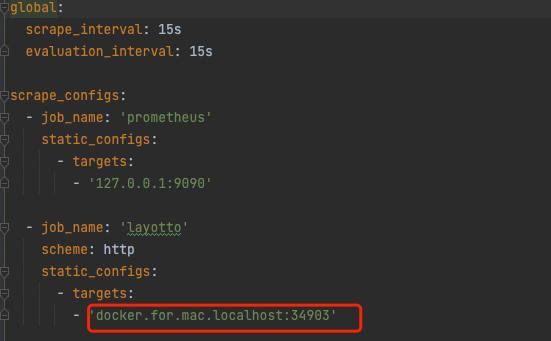 global:
  scrape_interval: 15s
  evaluation_interval: 15s
scrape_configs:
  - job_name: 'prometheus'
    static_configs:
      - targets:
        - '127.0.0.1:9090'
  - job_name: 'layotto'
    scheme: http
    static_configs:
      - targets:
        - 'docker.for.mac.localhost:34903'